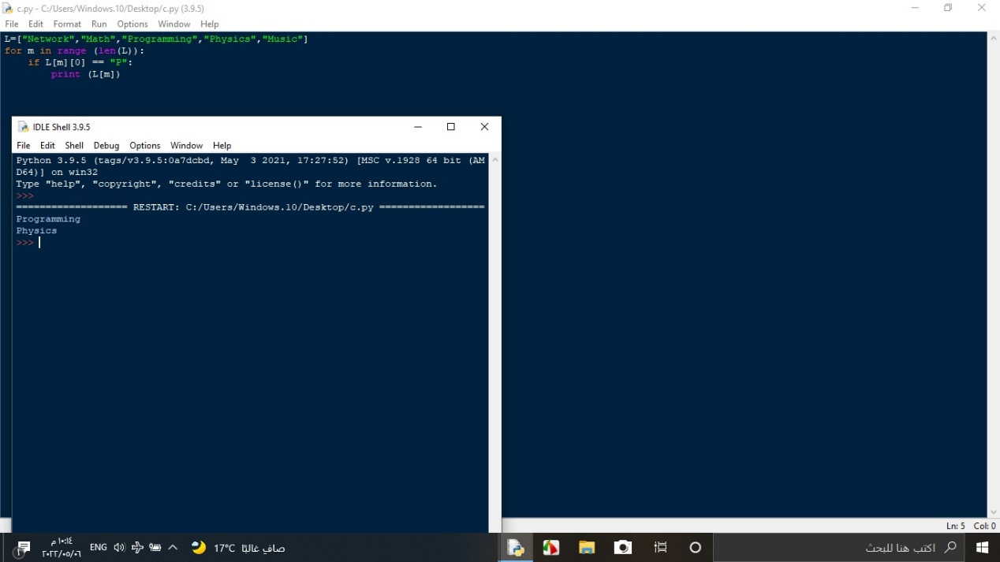 c.py - C:/Users/Windows.10/Desktop/c.py (3.9.5)
File Edit Format Run Options Window Help
L=["Network","Math","Programming","Physics","Music"]
for m in range (len(L)):
    if L[m][0] == "P":
        print (L[m])
IDLE Shell 3.9.5
File Edit Shell Debug Options Window Help
Python 3.9.5 (tags/v3.9.5:0a7dcbd, May  3 2021, 17:27:52) [MSC v.1928 64 bit (AM
D64)] on win32
Type "help", "copyright", "credits" or "license()" for more information.
>>>
=================== RESTART: C:/Users/Windows.10/Desktop/c.py ==================
Programming
Physics
>>>
Ln: 5 Col: 0
اكتب هنا للبحث
17°C صافٍ غالبًا
ENG
١٠:١٤ م
٢٠٢٢/٠٥/٠٦
١